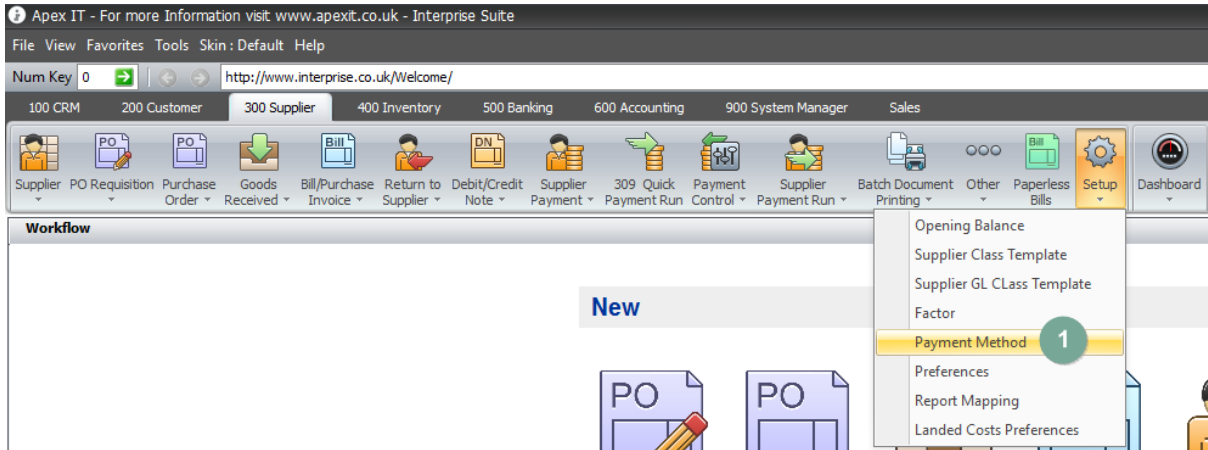 Apex IT - For more Information visit www.apexit.co.uk - Interprise Suite
File View Favorites Tools Skin : Default Help
Num Key 0 http://www.interprise.co.uk/Welcome/
100 CRM 200 Customer 300 Supplier 400 Inventory 500 Banking 600 Accounting 900 System Manager Sales
PO PO Bill DN Bill
Supplier PO Requisition Purchase Goods Bill/Purchase Return to Debit/Credit Supplier 309 Quick Payment Supplier Batch Document Other Paperless Setup Dashboard
Order Received Invoice Supplier Note Payment Payment Run Control Payment Run Printing Bills
Workflow
Opening Balance
Supplier Class Template
Supplier GL CLass Template
New
Factor
Payment Method 1
Preferences
PO PO
Report Mapping
Landed Costs Preferences